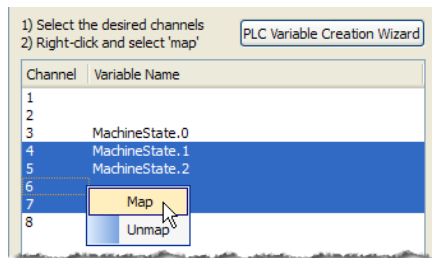 1) Select the desired channels
2) Right-click and select 'map'
PLC Variable Creation Wizard
Channel Variable Name
1
2
3 MachineState.0
4 MachineState.1
5 MachineState.2
6
7
Map
Unmap
8